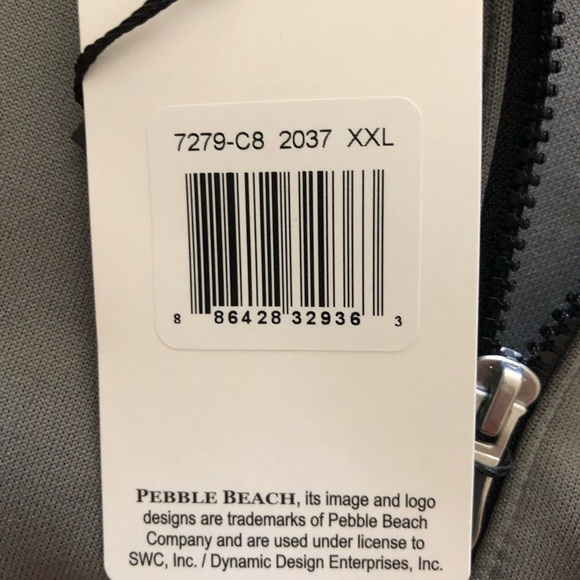 7279-C8 2037 XXL
8 86428 32936 3
PEBBLE BEACH, its image and logo
designs are trademarks of Pebble Beach
Company and are used under license to
SWC, Inc. / Dynamic Design Enterprises, Inc.